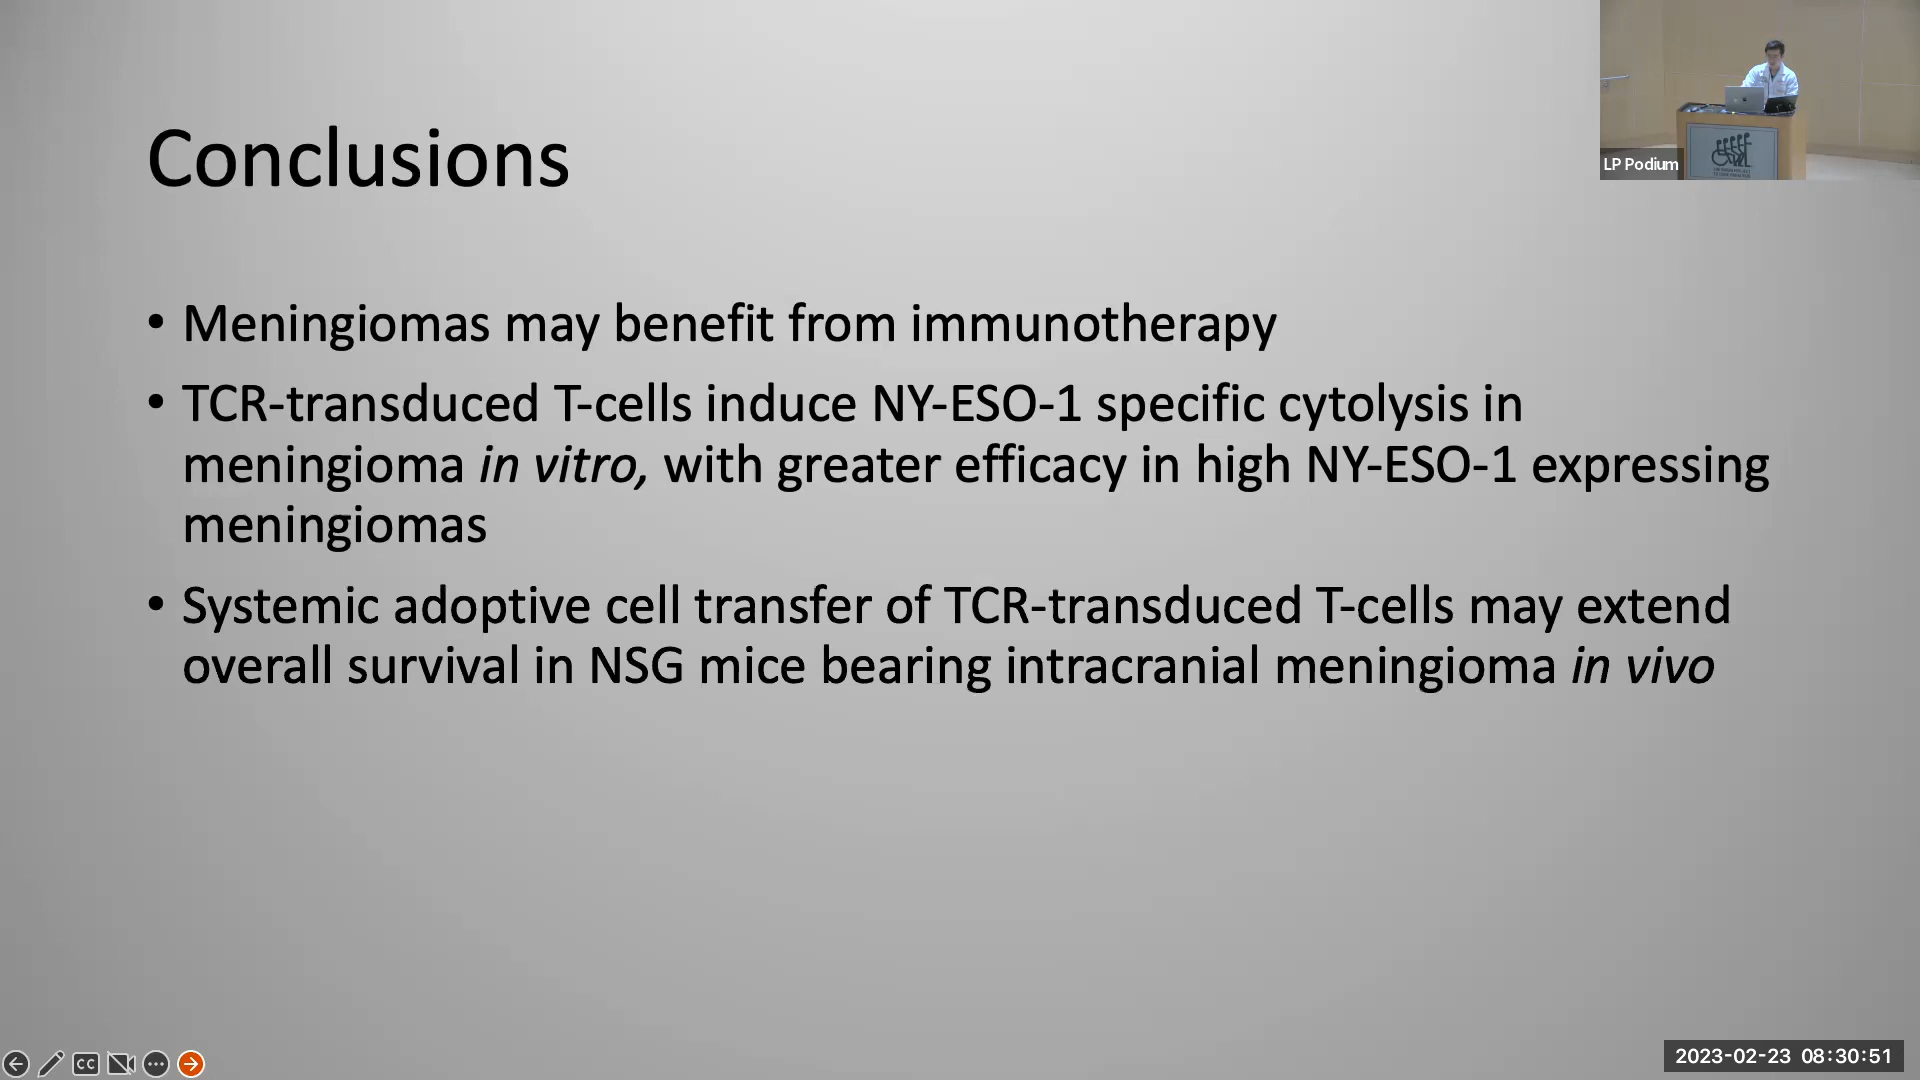 Conclusions
• Meningiomas may benefit from immunotherapy
• TCR-transduced T-cells induce NY-ESO-1 specific cytolysis in
meningioma in vitro, with greater efficacy in high NY-ESO-1 expressing
meningiomas
• Systemic adoptive cell transfer of TCR-transduced T-cells may extend
overall survival in NSG mice bearing intracranial meningioma in vivo
LP Podium
CC
2023-02-23 08:30:51